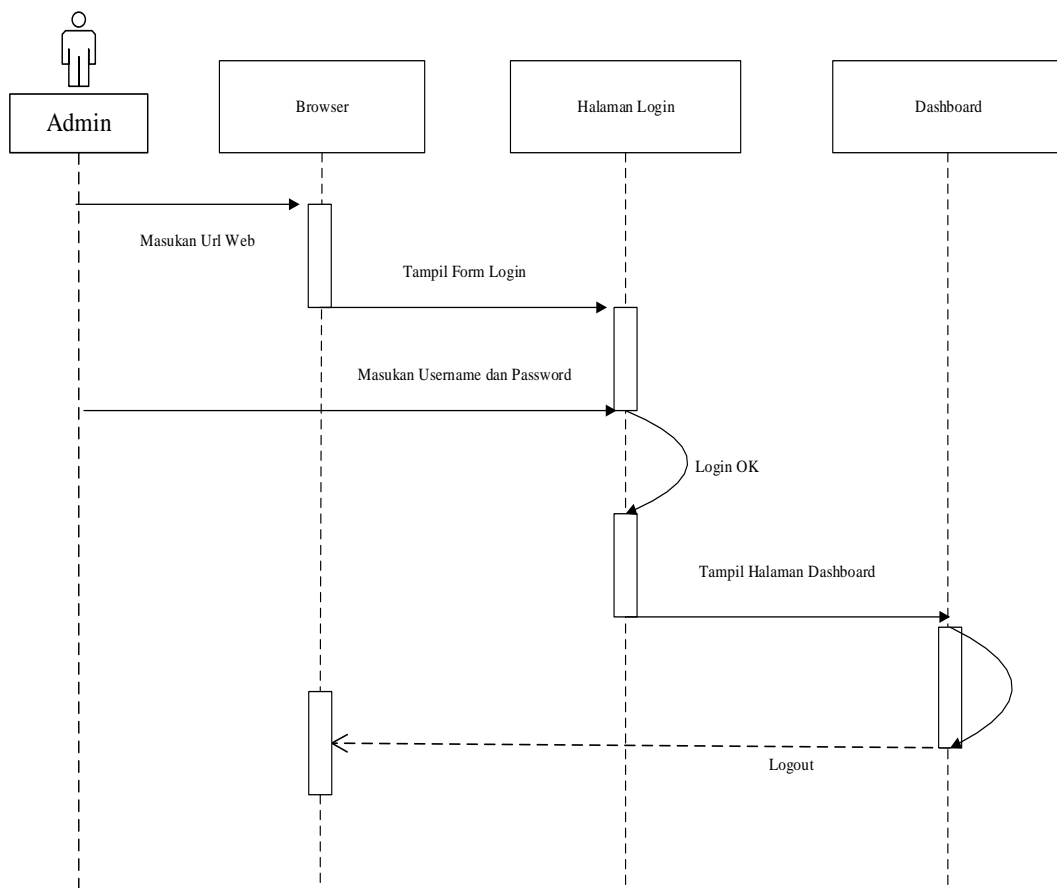 Admin
Browser
Halaman Login
Dashboard
Masukan Url Web
Tampil Form Login
Masukan Username dan Password
Login OK
Tampil Halaman Dashboard
Logout